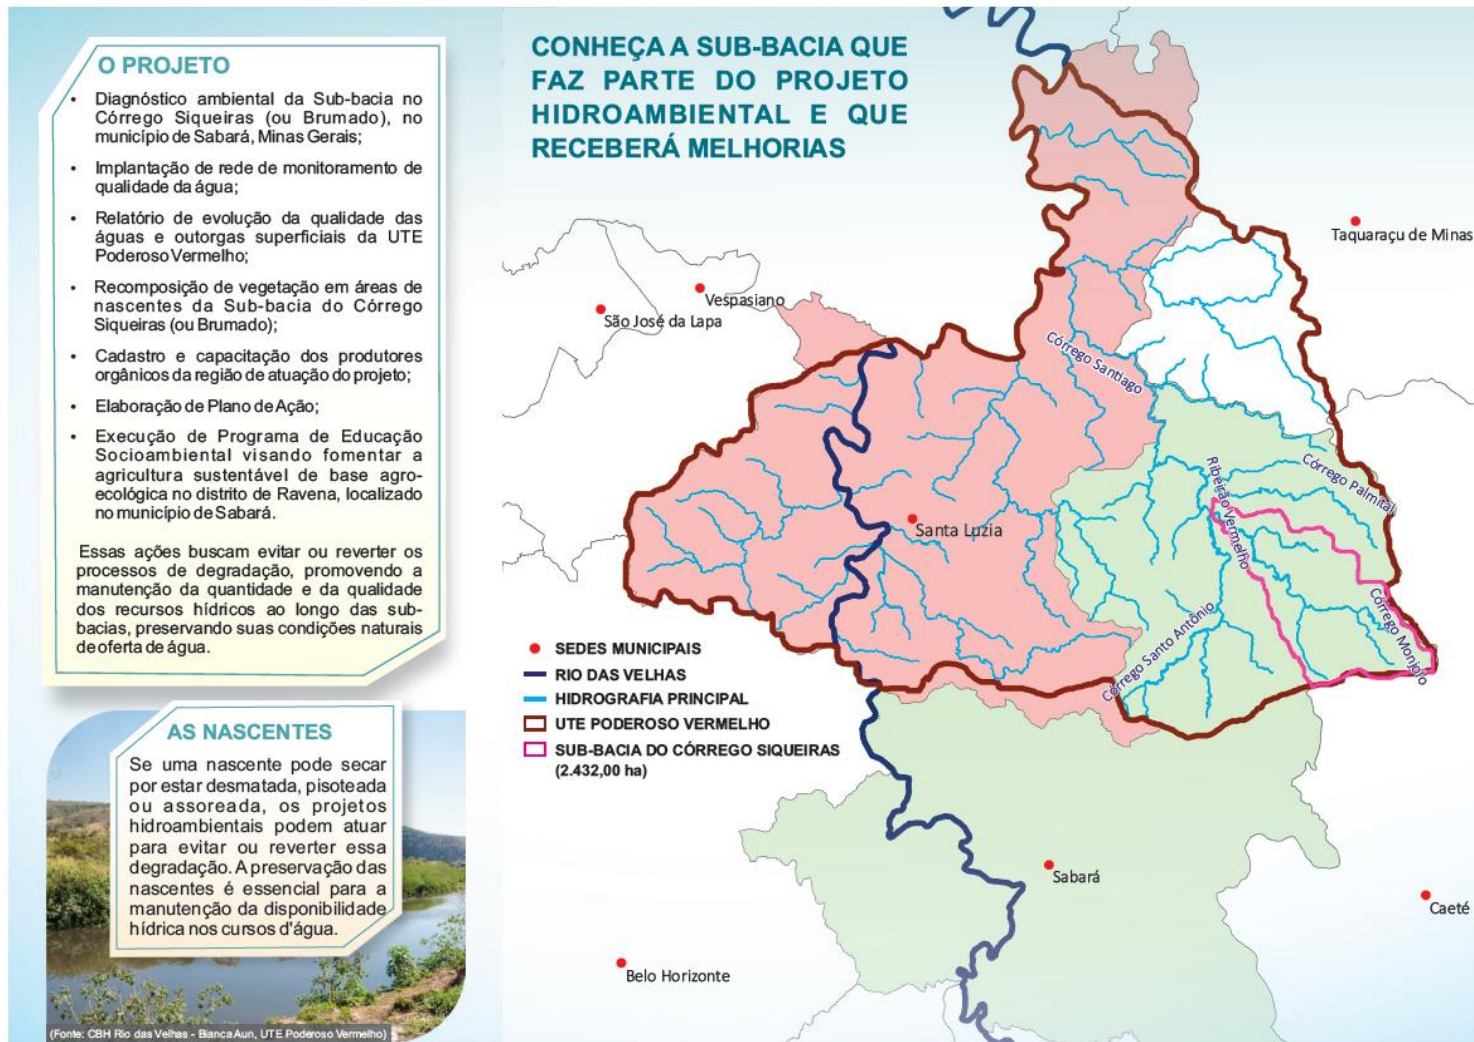 O PROJETO
• Diagnóstico ambiental da Sub-bacia no
Córrego Siqueiras (ou Brumado), no
município de Sabará, Minas Gerais;
• Implantação de rede de monitoramento de
qualidade da água;
• Relatório de evolução da qualidade das
águas e outorgas superficiais da UTE
Poderoso Vermelho;
• Recomposição de vegetação em áreas de
nascentes da Sub-bacia do Córrego
Siqueiras (ou Brumado);
• Cadastro e capacitação dos produtores
orgânicos da região de atuação do projeto;
• Elaboração de Plano de Ação;
• Execução de Programa de Educação
Socioambiental visando fomentar a
agricultura sustentável de base agro-
ecológica no distrito de Ravena, localizado
no município de Sabará.
Essas ações buscam evitar ou reverter os
processos de degradação, promovendo a
manutenção da quantidade e da qualidade
dos recursos hídricos ao longo das sub-
bacias, preservando suas condições naturais
de oferta de água.
AS NASCENTES
Se uma nascente pode secar
por estar desmatada, pisoteada
ou assoreada, os projetos
hidroambientais podem atuar
para evitar ou reverter essa
degradação. A preservação das
nascentes é essencial para a
manutenção da disponibilidade
hídrica nos cursos d'água.
(Fonte: CBH Rio das Velhas - Bianca Aun, UTE Poderoso Vermelho)
CONHEÇA A SUB-BACIA QUE
FAZ PARTE DO PROJETO
HIDROAMBIENTAL E QUE
RECEBERÁ MELHORIAS
Taquaraçu de Minas
Vespasiano
São José da Lapa
Córrego Santiago
Córrego Palmital
Ribeirão Vermelho
Santa Luzia
Córrego Monjolo
Córrego Santo Antônio
SEDES MUNICIPAIS
RIO DAS VELHAS
HIDROGRAFIA PRINCIPAL
UTE PODEROSO VERMELHO
SUB-BACIA DO CÓRREGO SIQUEIRAS
(2.432,00 ha)
Sabará
Caeté
Belo Horizonte